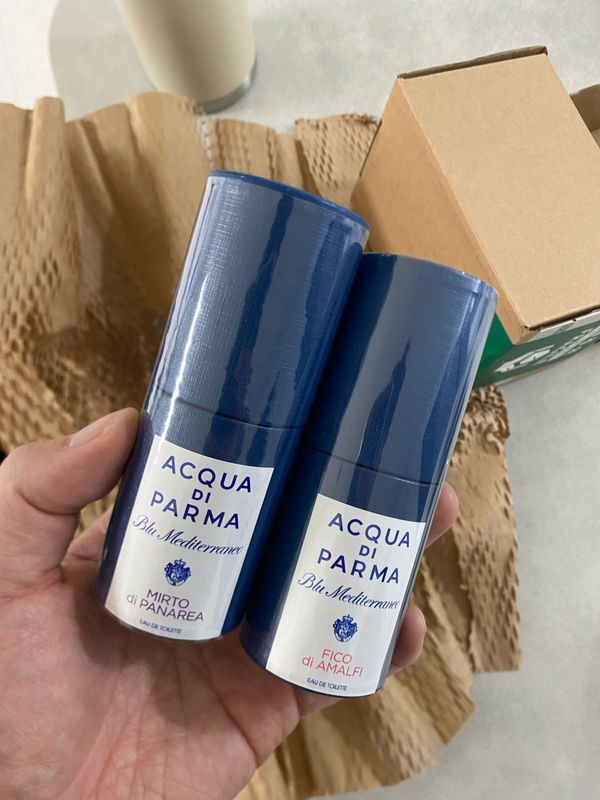 ACQUA
DI
PARMA
Blu Mediterraneo
MIRTO
di PANAREA
EAU DE TOILETTE
ACQUA
DI
PARMA
Blu Mediterraneo
FICO
di AMALFI
EAU DE TOILETTE